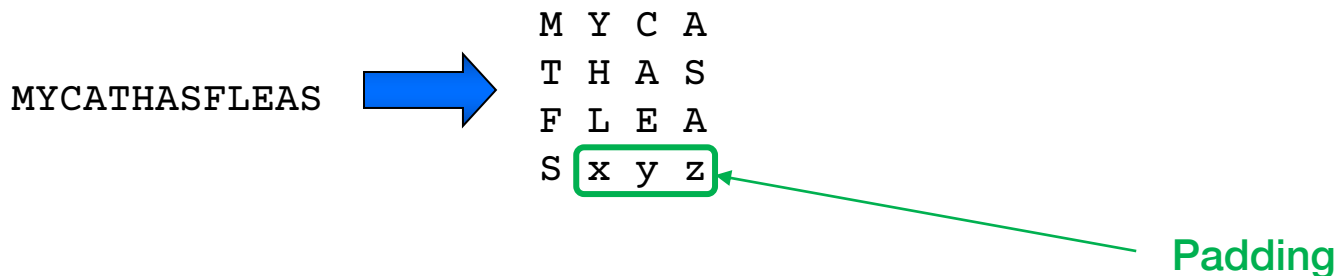 MYCATHASFLEAS
M Y C A
T H A S
F L E A
S x y z
Padding